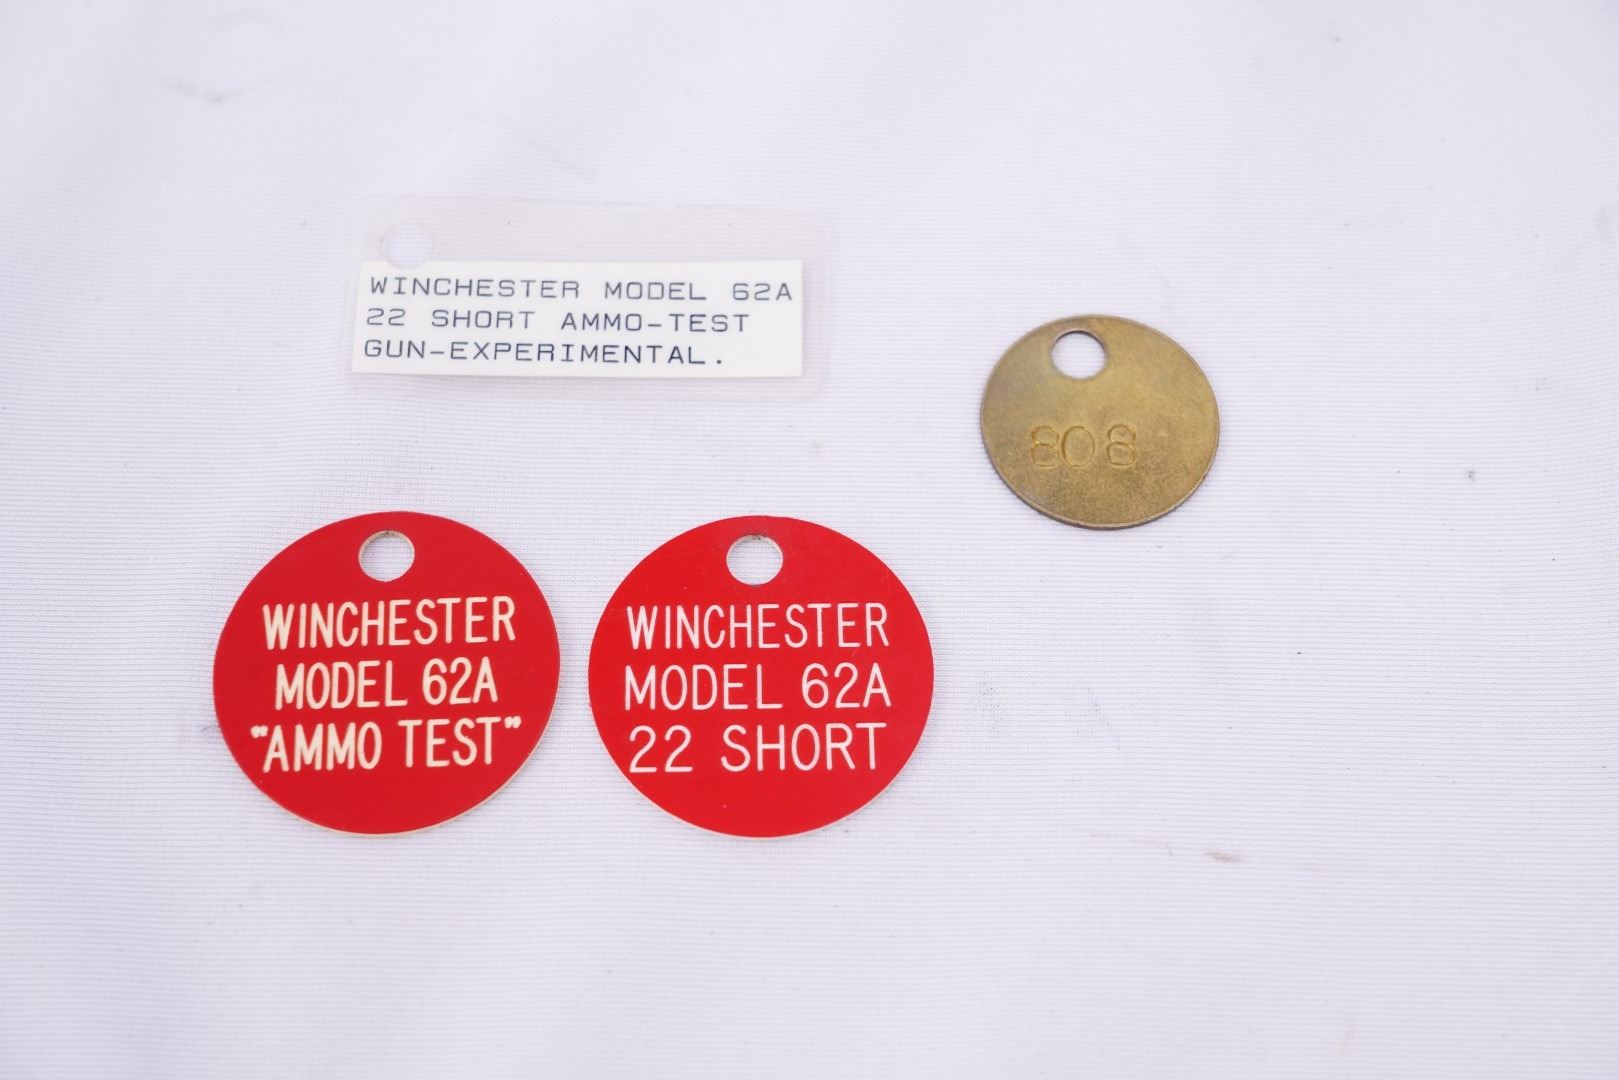 WINCHESTER MODEL 62A
22 SHORT AMMO-TEST
GUN-EXPERIMENTAL.
808
WINCHESTER
MODEL 62A
"AMMO TEST"
WINCHESTER
MODEL 62A
22 SHORT